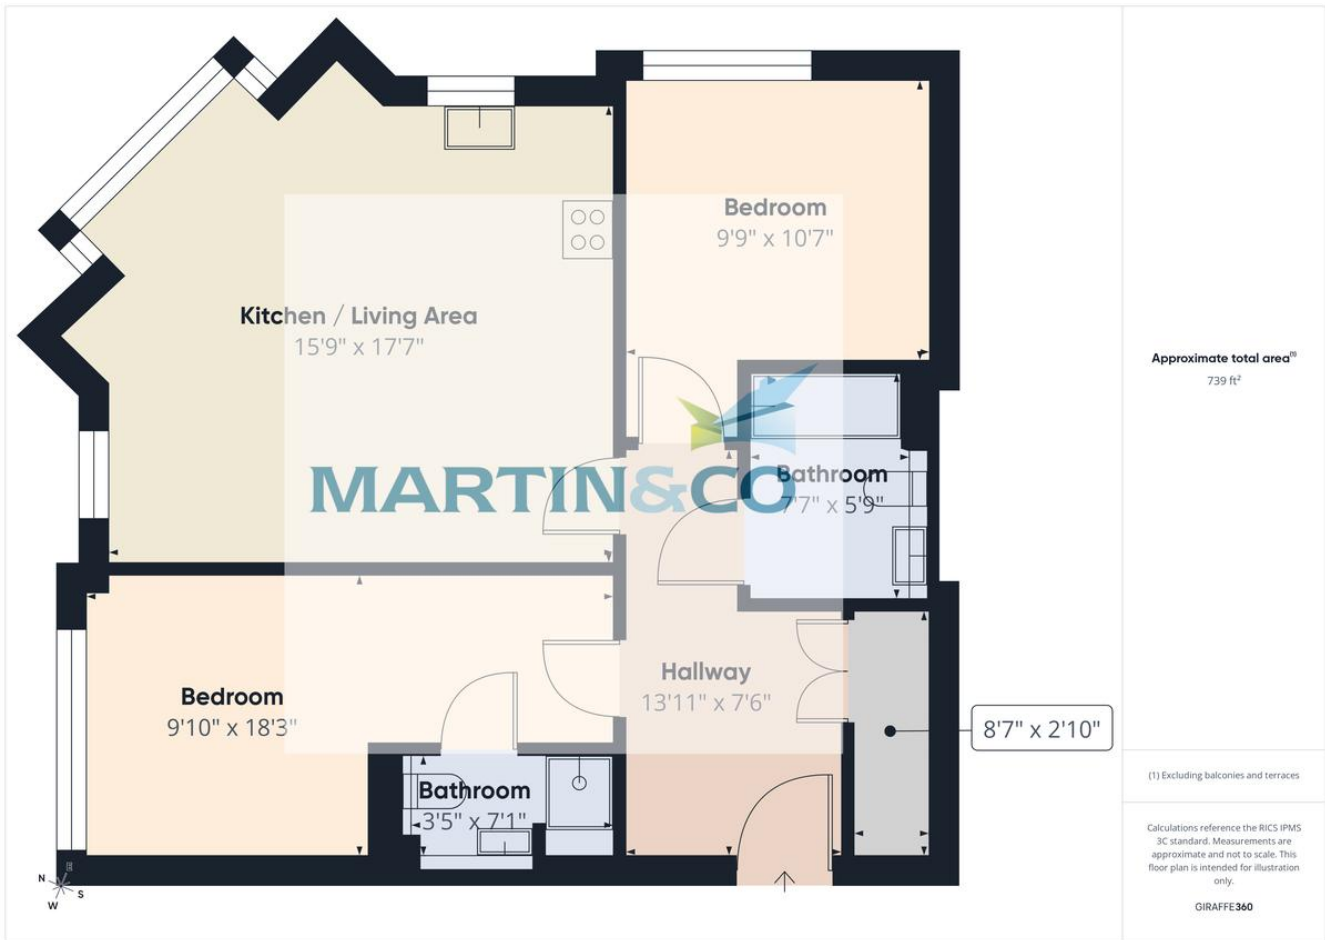 Bedroom
9'9" x 10'7"
Kitchen / Living Area
15'9" x 17'7"
MARTIN&CO
Bathroom
7'7" x 5'9"
Hallway
13'11" x 7'6"
Bedroom
9'10" x 18'3"
8'7" x 2'10"
Bathroom
3'5" x 7'1"
N
S
W
Approximate total area(1)
739 ft²
(1) Excluding balconies and terraces
Calculations reference the RICS IPMS
3C standard. Measurements are
approximate and not to scale. This
floor plan is intended for illustration
only.
GIRAFFE360